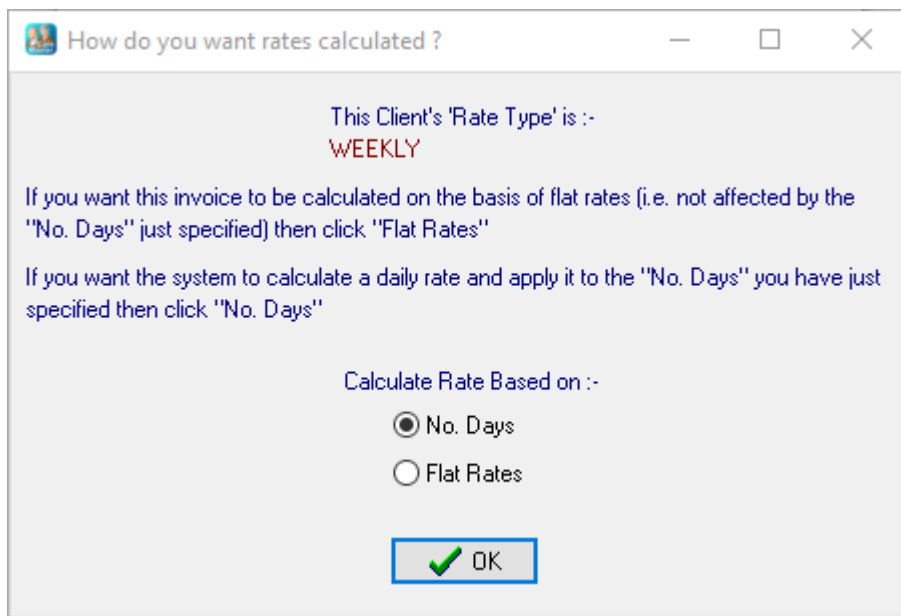 How do you want rates calculated ?
This Client's 'Rate Type' is :-
WEEKLY
If you want this invoice to be calculated on the basis of flat rates (i.e. not affected by the
"No. Days" just specified) then click "Flat Rates"
If you want the system to calculate a daily rate and apply it to the "No. Days" you have just
specified then click "No. Days"
Calculate Rate Based on :-
No. Days
Flat Rates
OK